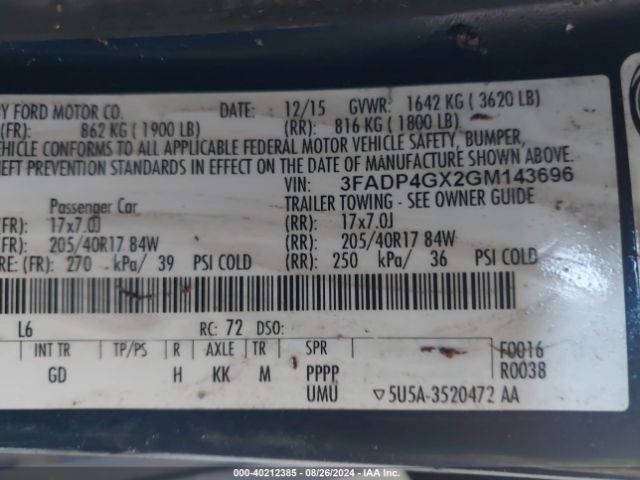 BY FORD MOTOR CO. DATE: 12/15 GVWR: 1642 KG ( 3620 LB)
(FR): 862 KG ( 1900 LB) (RR): 816 KG ( 1800 LB)
VEHICLE CONFORMS TO ALL APPLICABLE FEDERAL MOTOR VEHICLE SAFETY, BUMPER,
THEFT PREVENTION STANDARDS IN EFFECT ON THE DATE OF MANUFACTURE SHOWN ABOVE.
VIN: 3FADP4GX2GM143696
Passenger Car TRAILER TOWING - SEE OWNER GUIDE
(FR): 17x7.0J (RR): 17x7.0J
205/40R17 84W (RR): 205/40R17 84W
RE: (FR): 270 kPa/ 39 PSI COLD (RR): 250 kPa/ 36 PSI COLD
L6 RC: 72 DSO:
INT TR TP/PS R AXLE TR SPR F0016
GD H KK M PPPP R0038
UMU ▽5U5A-3520472 AA
000-40212385 - 08/26/2024 - IAA Inc.